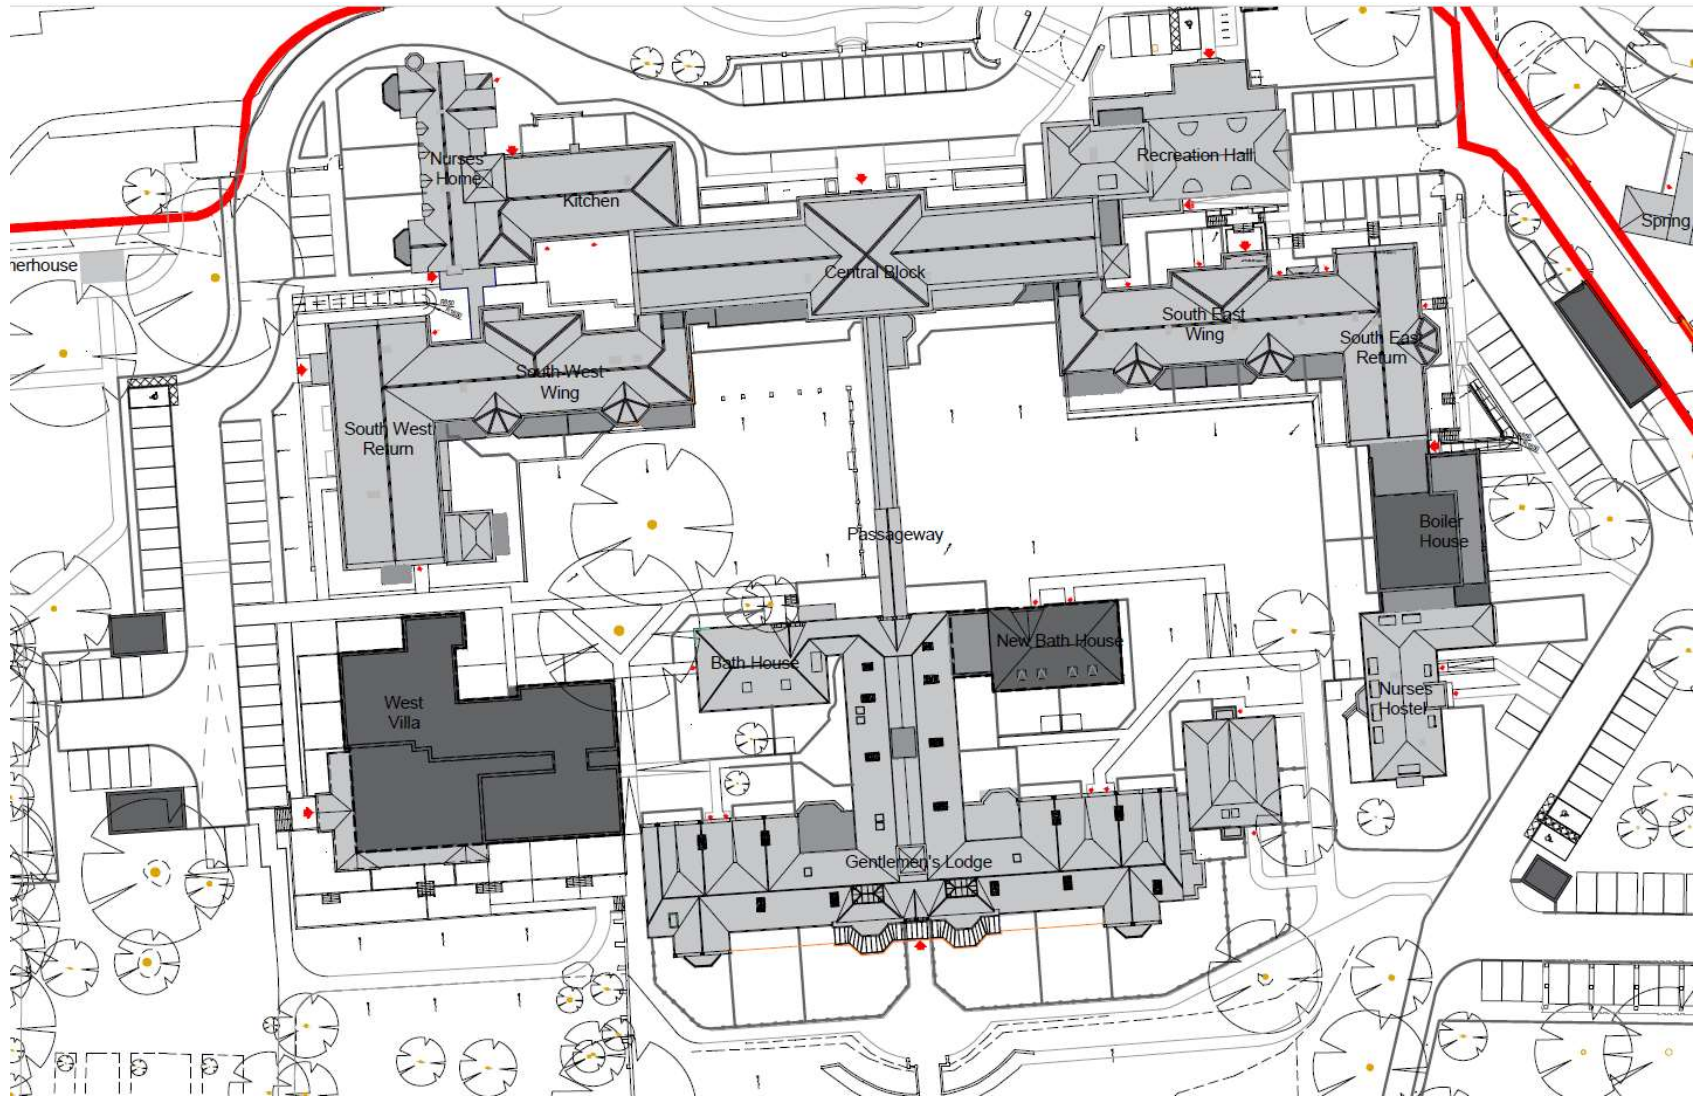 Nurses
Home
Kitchen
Recreation Hall
Spring
nerhouse
Central Block
South West
Wing
South East
Wing
South East
Return
South West
Return
Passageway
Boiler
House
Bath House
New Bath House
West
Villa
Nurses
Hostel
Gentlemen's Lodge